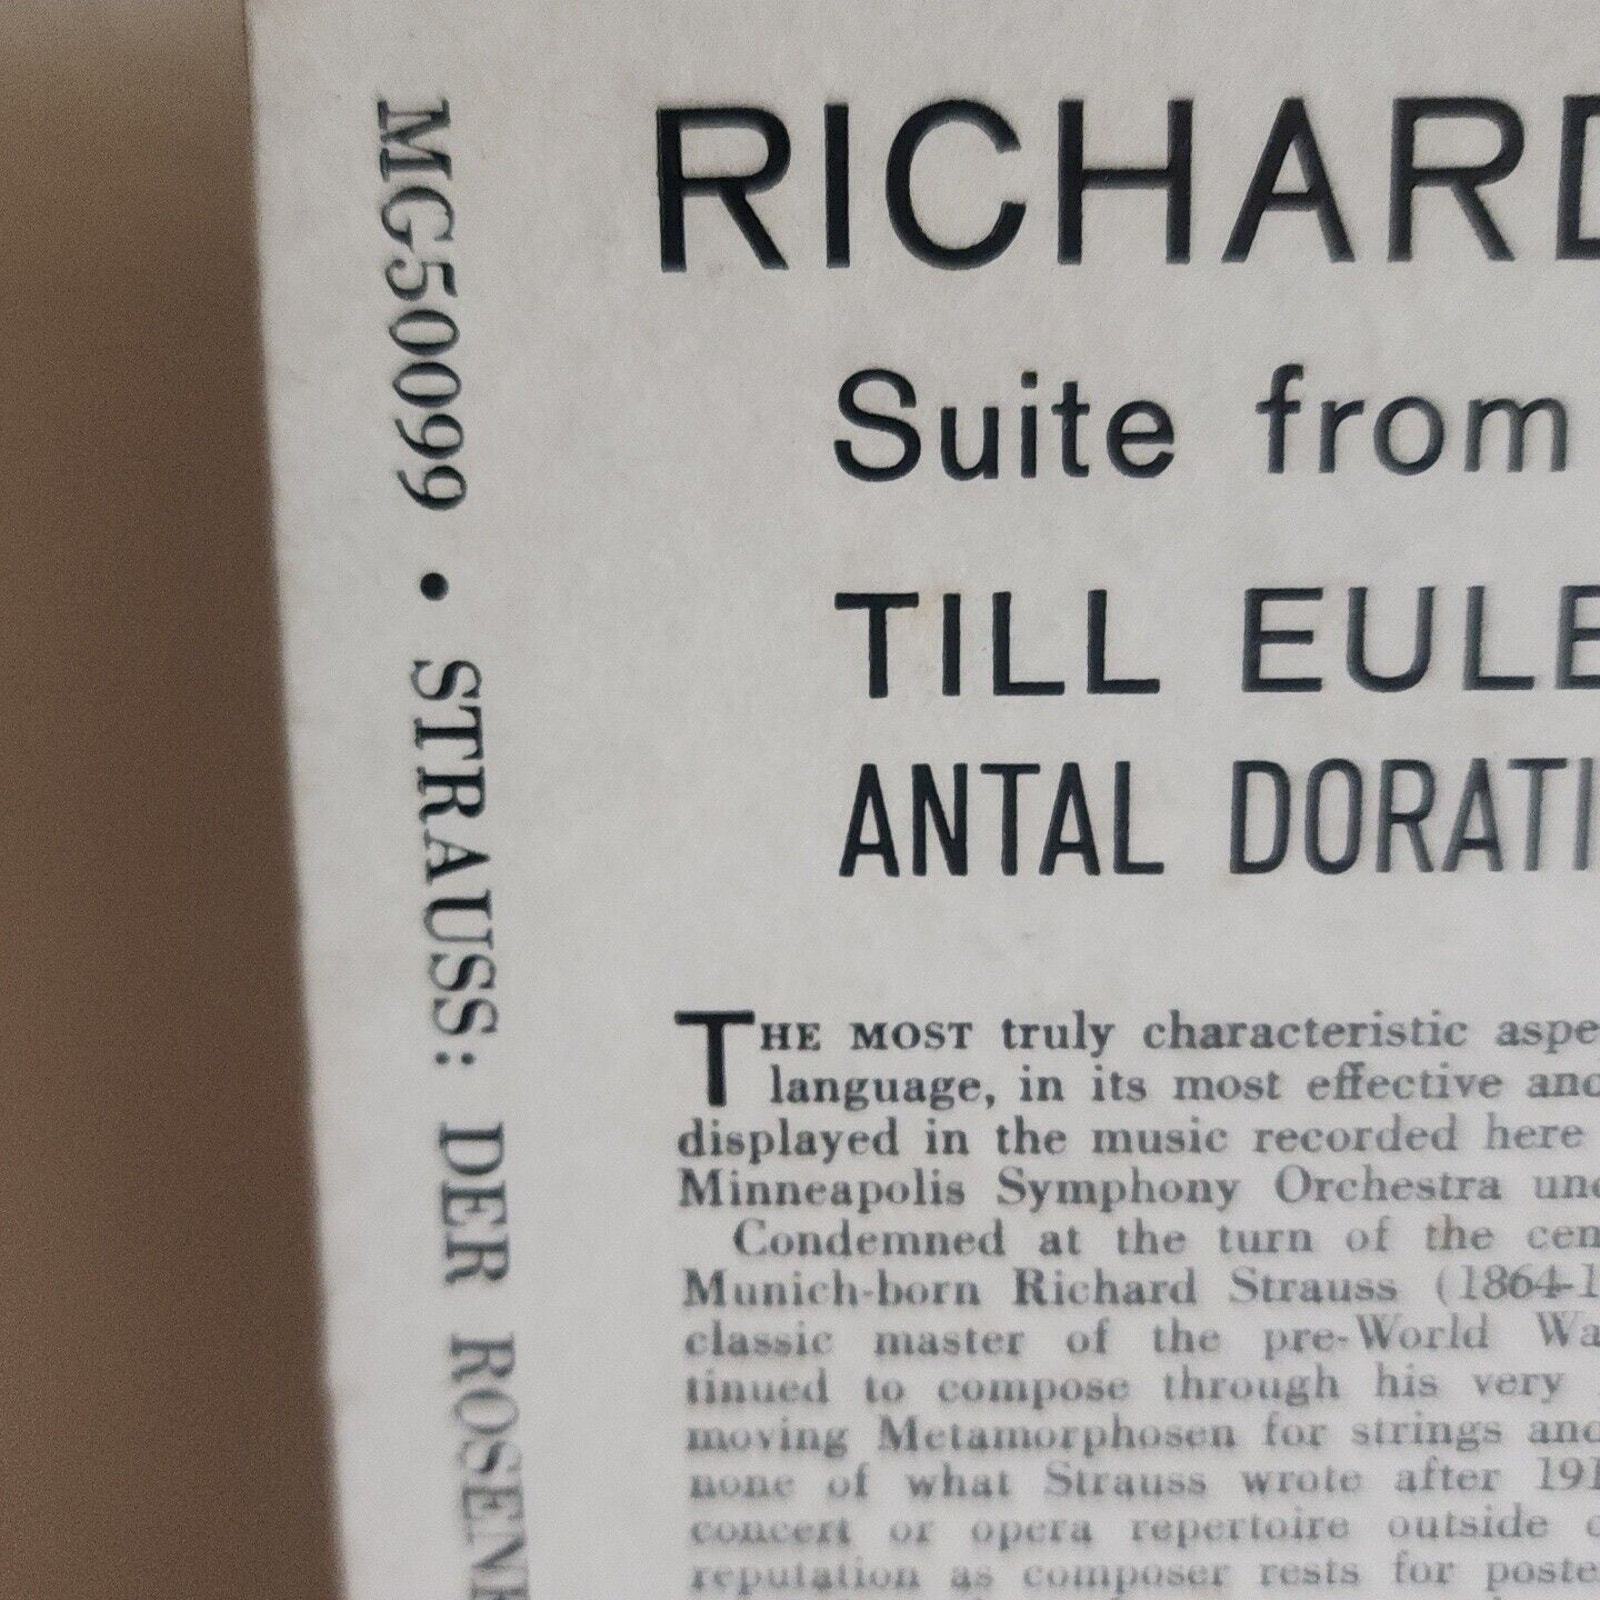 MG50099 • STRAUSS: DER ROSENK
RICHARD
Suite from
TILL EULE
ANTAL DORATI
THE MOST truly characteristic aspe
language, in its most effective and
displayed in the music recorded here
Minneapolis Symphony Orchestra und
Condemned at the turn of the cen
Munich-born Richard Strauss (1864-1
classic master of the pre-World Wa
tinued to compose through his very
moving Metamorphosen for strings and
none of what Strauss wrote after 191
concert or opera repertoire outside
reputation as composer rests for poste